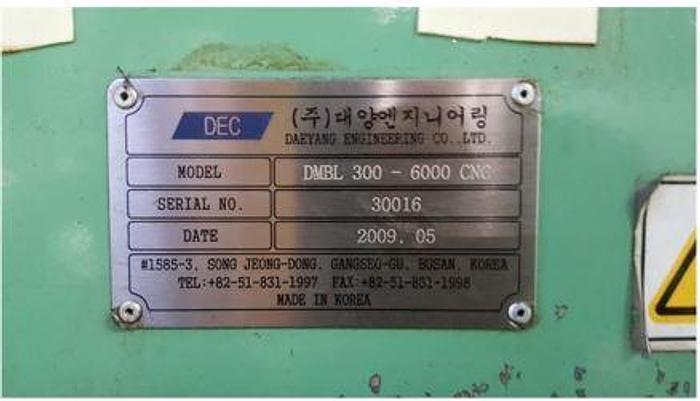 DEC (주)대양엔지니어링
DAEYANG ENGINEERING CO.,LTD.
MODEL DMBL 300 - 6000 CNC
SERIAL NO. 30016
DATE 2009. 05
#1585-3, SONG JEONG-DONG, GANGSEO-GU, BUSAN, KOREA
TEL:+82-51-831-1997 FAX:+82-51-831-1998
MADE IN KOREA